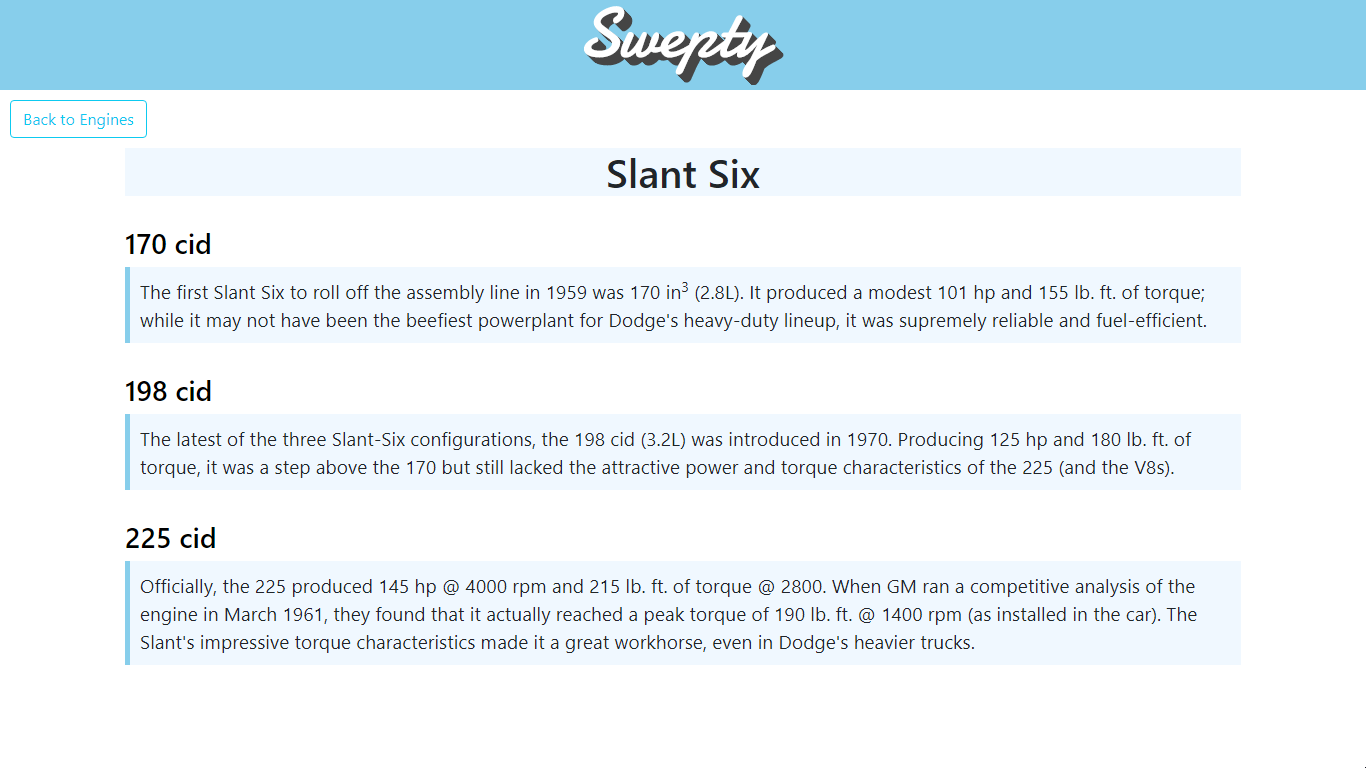 Swepty
Back to Engines
Slant Six
170 cid
The first Slant Six to roll off the assembly line in 1959 was 170 in³ (2.8L). It produced a modest 101 hp and 155 lb. ft. of torque;
while it may not have been the beefiest powerplant for Dodge's heavy-duty lineup, it was supremely reliable and fuel-efficient.
198 cid
The latest of the three Slant-Six configurations, the 198 cid (3.2L) was introduced in 1970. Producing 125 hp and 180 lb. ft. of
torque, it was a step above the 170 but still lacked the attractive power and torque characteristics of the 225 (and the V8s).
225 cid
Officially, the 225 produced 145 hp @ 4000 rpm and 215 lb. ft. of torque @ 2800. When GM ran a competitive analysis of the
engine in March 1961, they found that it actually reached a peak torque of 190 lb. ft. @ 1400 rpm (as installed in the car). The
Slant's impressive torque characteristics made it a great workhorse, even in Dodge's heavier trucks.